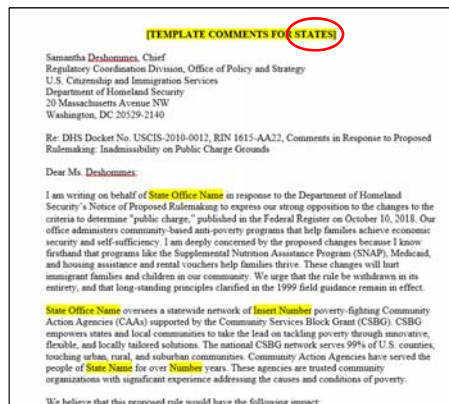 [TEMPLATE COMMENTS FOR STATES]
Samantha Deshommes, Chief
Regulatory Coordination Division, Office of Policy and Strategy
U.S. Citizenship and Immigration Services
Department of Homeland Security
20 Massachusetts Avenue NW
Washington, DC 20529-2140
Re: DHS Docket No. USCIS-2010-0012, RIN 1615-AA22, Comments in Response to Proposed
Rulemaking: Inadmissibility on Public Charge Grounds
Dear Ms. Deshommes:
I am writing on behalf of State Office Name in response to the Department of Homeland
Security's Notice of Proposed Rulemaking to express our strong opposition to the changes to the
criteria to determine "public charge," published in the Federal Register on October 10, 2018. Our
office administers community-based anti-poverty programs that help families achieve economic
security and self-sufficiency. I am deeply concerned by the proposed changes because I know
firsthand that programs like the Supplemental Nutrition Assistance Program (SNAP), Medicaid,
and housing assistance and rental vouchers help families thrive. These changes will hurt
immigrant families and children in our community. We urge that the rule be withdrawn in its
entirety, and that long-standing principles clarified in the 1999 field guidance remain in effect.
State Office Name oversees a statewide network of Insert Number poverty-fighting Community
Action Agencies (CAAs) supported by the Community Services Block Grant (CSBG). CSBG
empowers states and local communities to take the lead on tackling poverty through innovative,
flexible, and locally tailored solutions. The national CSBG network serves 99% of U.S. counties,
touching urban, rural, and suburban communities. Community Action Agencies have served the
people of State Name for over Number years. These agencies are trusted community
organizations with significant experience addressing the causes and conditions of poverty.
We believe that this proposed rule would have the following impact: